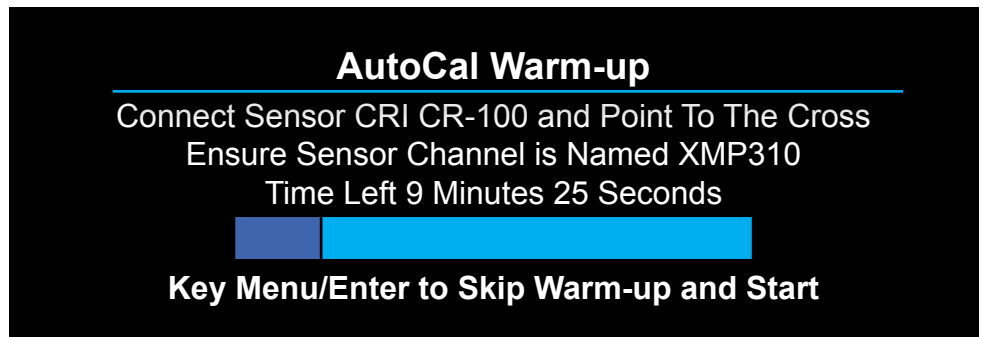 AutoCal Warm-up
Connect Sensor CRI CR-100 and Point To The Cross
Ensure Sensor Channel is Named XMP310
Time Left 9 Minutes 25 Seconds
Key Menu/Enter to Skip Warm-up and Start